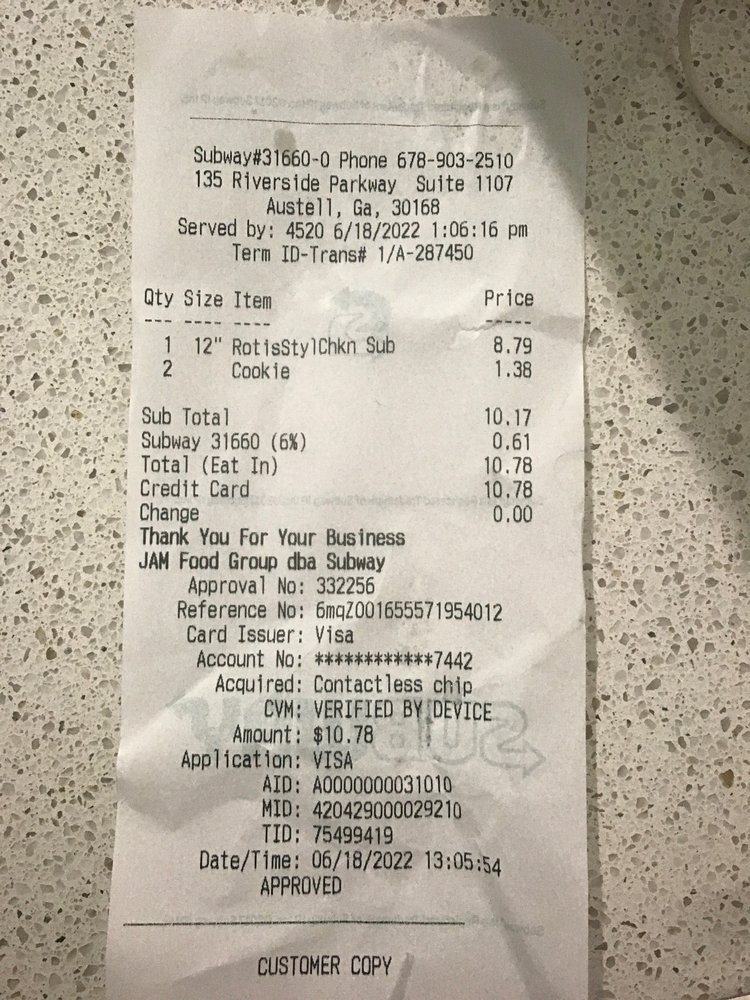 Subway#31660-0 Phone 678-903-2510
135 Riverside Parkway  Suite 1107
Austell, Ga, 30168
Served by: 4520 6/18/2022 1:06:16 pm
Term ID-Trans# 1/A-287450
Qty Size Item Price
--- ---- ---- -----
1 12" RotisStylChkn Sub 8.79
2 Cookie 1.38
Sub Total 10.17
Subway 31660 (6%) 0.61
Total (Eat In) 10.78
Credit Card 10.78
Change 0.00
Thank You For Your Business
JAM Food Group dba Subway
Approval No: 332256
Reference No: 6mqZ001655571954012
Card Issuer: Visa
Account No: ************7442
Acquired: Contactless chip
CVM: VERIFIED BY DEVICE
Amount: $10.78
Application: VISA
AID: A0000000031010
MID: 420429000029210
TID: 75499419
Date/Time: 06/18/2022 13:05:54
APPROVED
CUSTOMER COPY